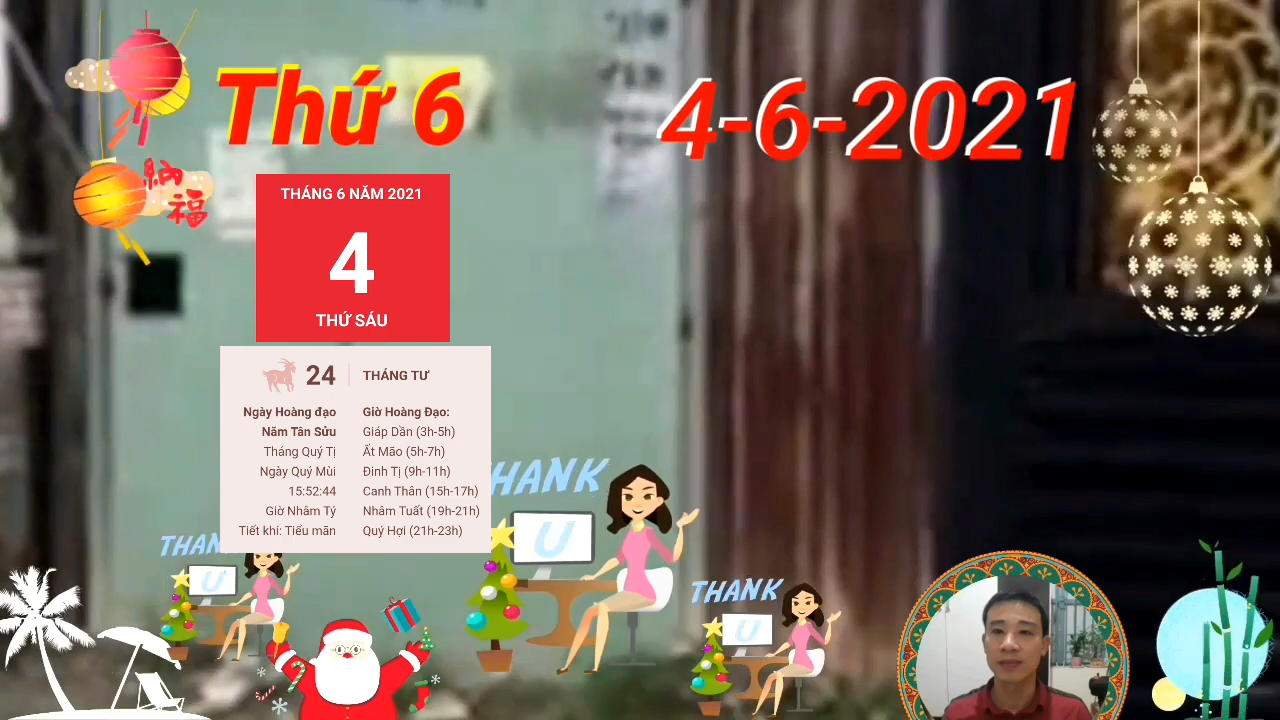 Thứ 6
4-6-2021
納
福
THÁNG 6 NĂM 2021
4
THỨ SÁU
24
THÁNG TƯ
Ngày Hoàng đạo
Năm Tân Sửu
Tháng Quý Tị
Ngày Quý Mùi
15:52:44
Giờ Nhâm Tý
Tiết khí: Tiểu mãn
Giờ Hoàng Đạo:
Giáp Dần (3h-5h)
Ất Mão (5h-7h)
Đinh Tị (9h-11h)
Canh Thân (15h-17h)
Nhâm Tuất (19h-21h)
Quý Hợi (21h-23h)
HANK
U
THAN
U
THANK
U